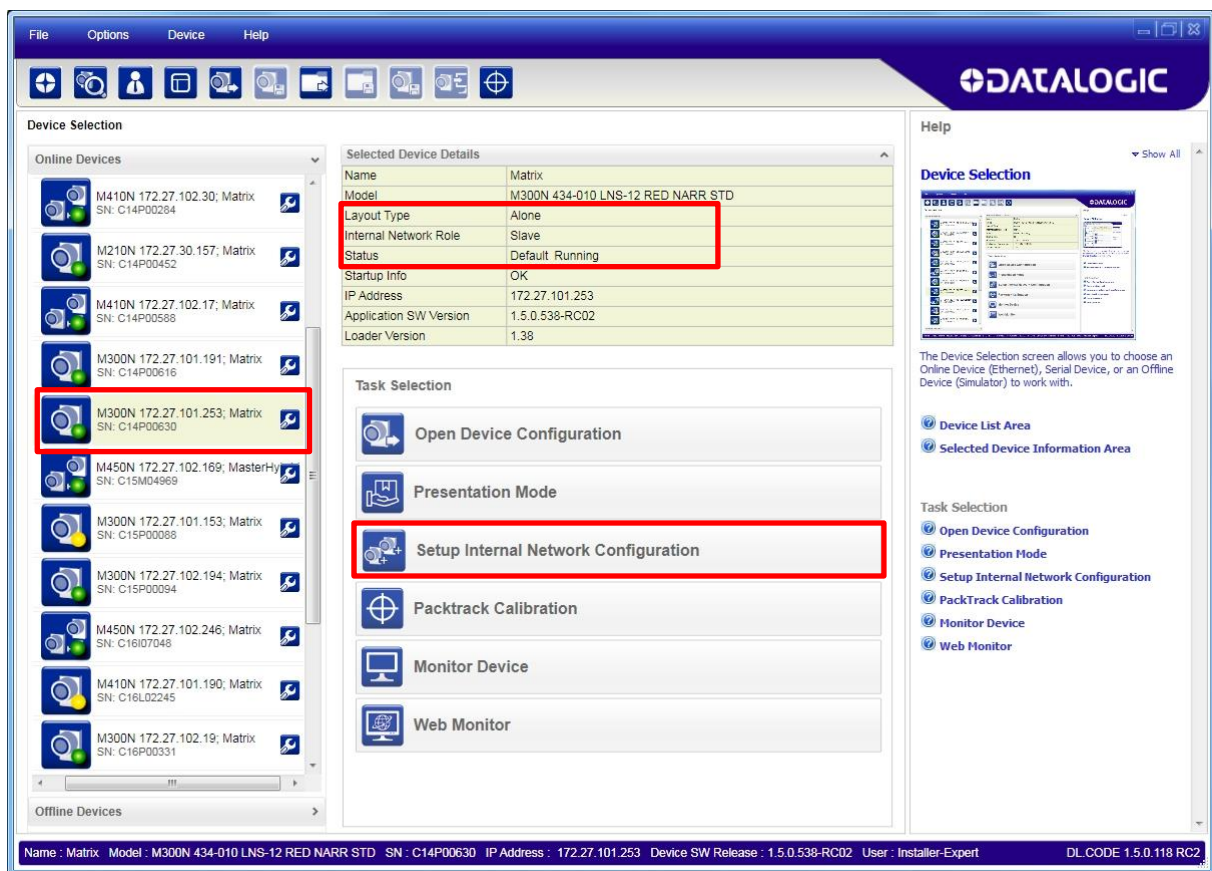 File Options Device Help
DATALOGIC
Device Selection
Online Devices
M410N 172.27.102.30; Matrix
SN: C14P00284
M210N 172.27.30.157; Matrix
SN: C14P00452
M410N 172.27.102.17; Matrix
SN: C14P00588
M300N 172.27.101.191; Matrix
SN: C14P00616
M300N 172.27.101.253; Matrix
SN: C14P00630
M450N 172.27.102.169; MasterHy
SN: C15M04969
M300N 172.27.101.153; Matrix
SN: C15P00088
M300N 172.27.102.194; Matrix
SN: C15P00094
M450N 172.27.102.246; Matrix
SN: C16I07048
M410N 172.27.101.190; Matrix
SN: C16L02245
M300N 172.27.102.19; Matrix
SN: C16P00331
Offline Devices
Selected Device Details
Name Matrix
Model M300N 434-010 LNS-12 RED NARR STD
Layout Type Alone
Internal Network Role Slave
Status Default Running
Startup Info OK
IP Address 172.27.101.253
Application SW Version 1.5.0.538-RC02
Loader Version 1.38
Task Selection
Open Device Configuration
Presentation Mode
Setup Internal Network Configuration
Packtrack Calibration
Monitor Device
Web Monitor
Help
Show All
Device Selection
The Device Selection screen allows you to choose an
Online Device (Ethernet), Serial Device, or an Offline
Device (Simulator) to work with.
Device List Area
Selected Device Information Area
Task Selection
Open Device Configuration
Presentation Mode
Setup Internal Network Configuration
PackTrack Calibration
Monitor Device
Web Monitor
Name : Matrix Model : M300N 434-010 LNS-12 RED NARR STD SN : C14P00630 IP Address : 172.27.101.253 Device SW Release : 1.5.0.538-RC02 User : Installer-Expert DL.CODE 1.5.0.118 RC2